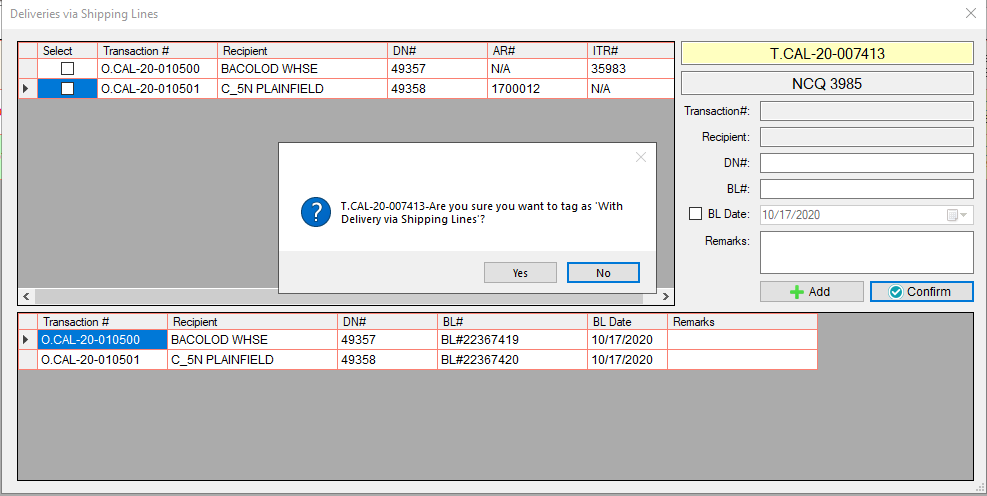 Deliveries via Shipping Lines
Select Transaction # Recipient DN# AR# ITR#
O.CAL-20-010500 BACOLOD WHSE 49357 N/A 35983
O.CAL-20-010501 C_5N PLAINFIELD 49358 1700012 N/A
T.CAL-20-007413
NCQ 3985
Transaction#:
Recipient:
DN#:
BL#:
BL Date: 10/17/2020
Remarks:
Add Confirm
T.CAL-20-007413-Are you sure you want to tag as 'With
Delivery via Shipping Lines'?
Yes No
Transaction # Recipient DN# BL# BL Date Remarks
O.CAL-20-010500 BACOLOD WHSE 49357 BL#22367419 10/17/2020
O.CAL-20-010501 C_5N PLAINFIELD 49358 BL#22367420 10/17/2020